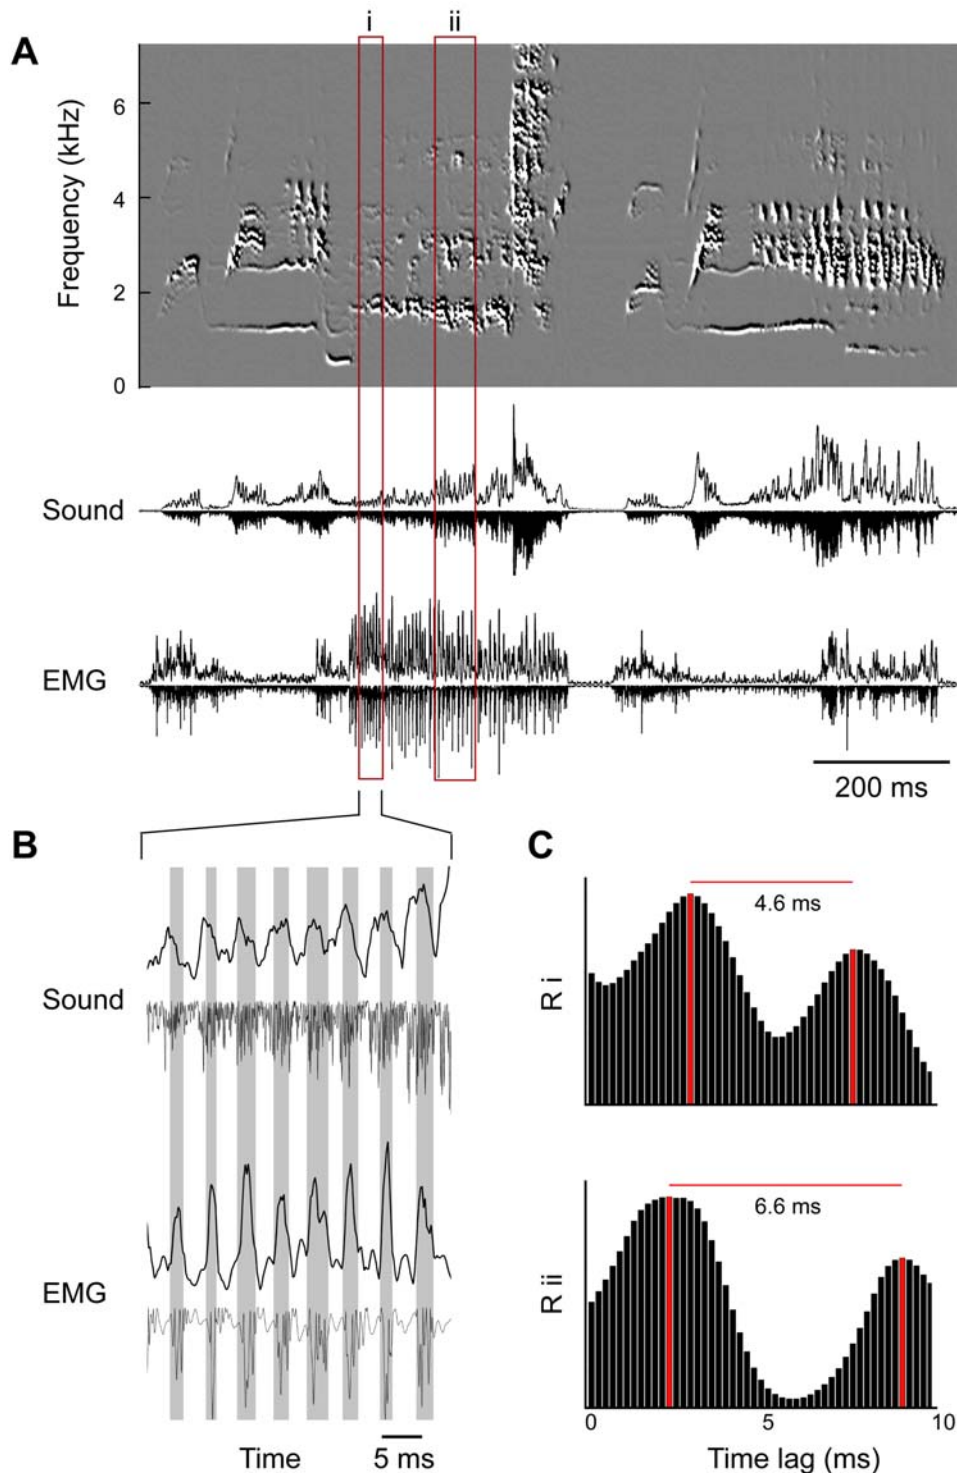 i
ii
A
Frequency (kHz)
6
4
2
0
Sound
EMG
200 ms
B
Sound
EMG
Time
5 ms
C
4.6 ms
R i
6.6 ms
R ii
0
5
10
Time lag (ms)